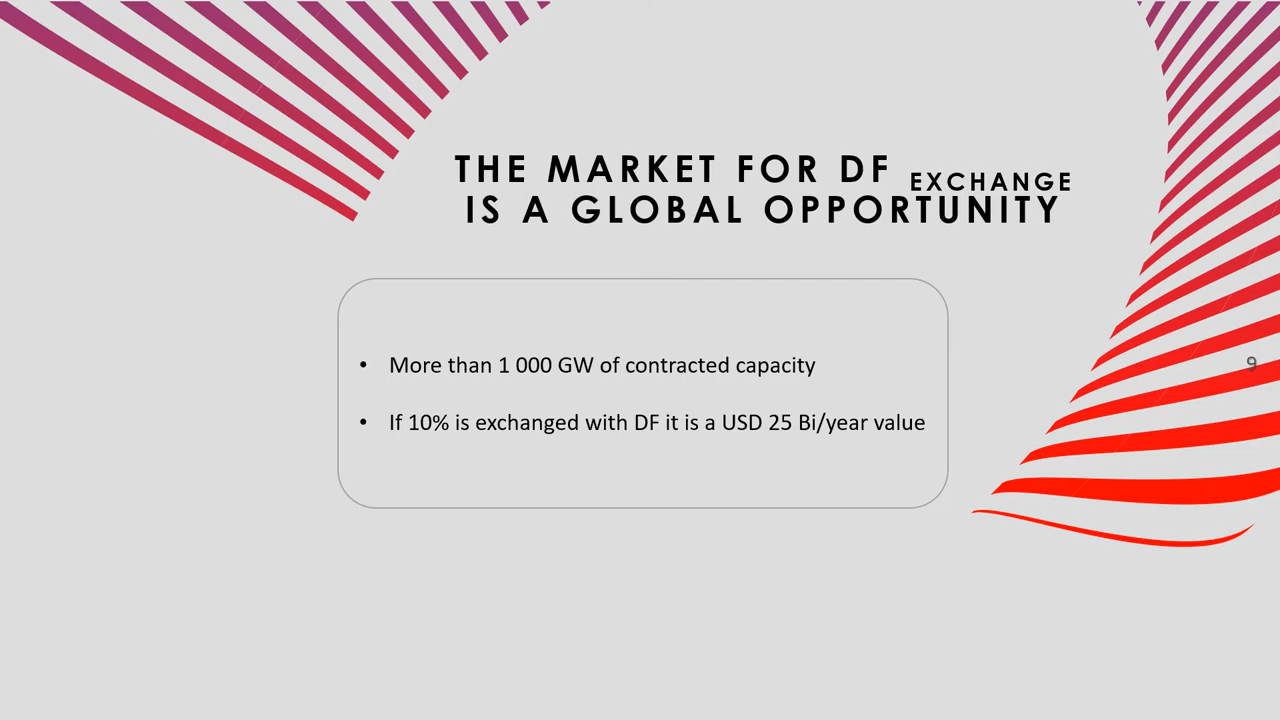 THE MARKET FOR DF EXCHANGE
IS A GLOBAL OPPORTUNITY
• More than 1 000 GW of contracted capacity
9
• If 10% is exchanged with DF it is a USD 25 Bi/year value